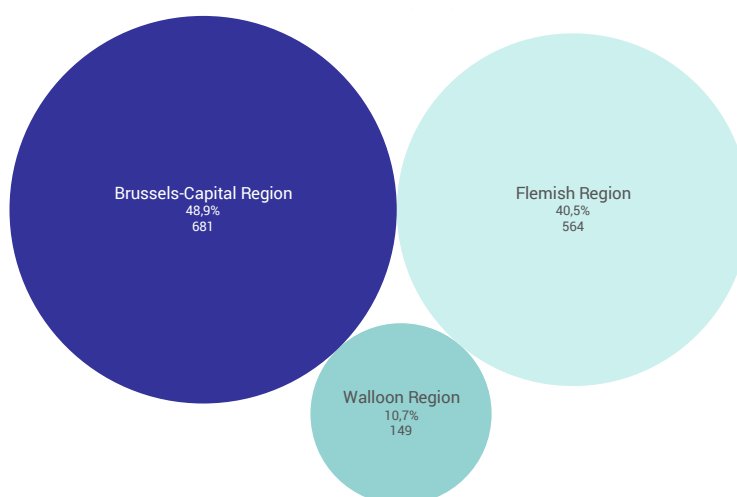 Brussels-Capital Region
48,9%
681
Flemish Region
40,5%
564
Walloon Region
10,7%
149